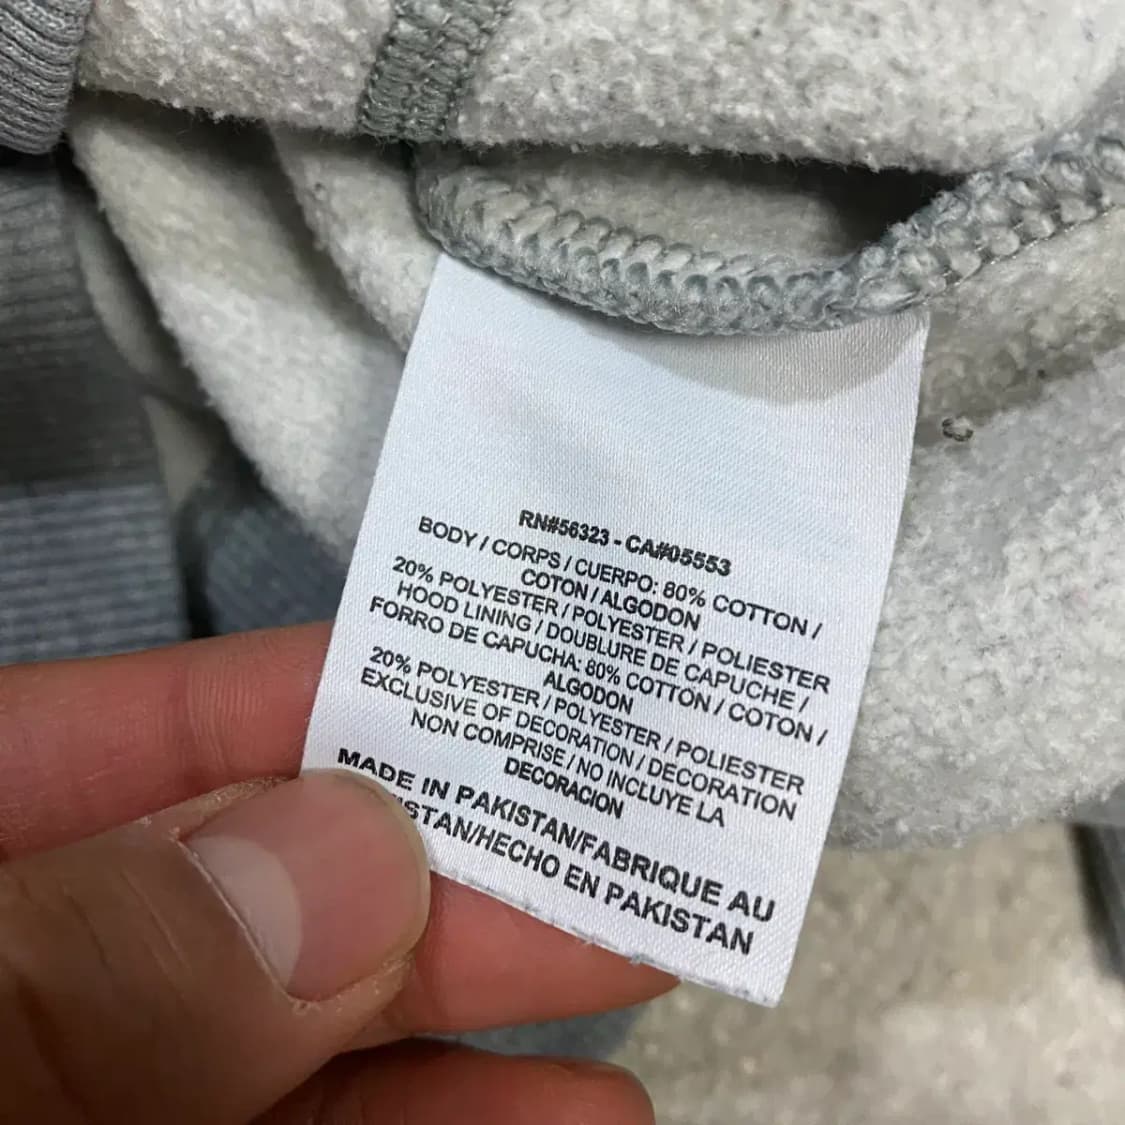 RN#56323 - CA#05553
BODY / CORPS / CUERPO: 80% COTTON /
COTON / ALGODON
20% POLYESTER / POLYESTER / POLIESTER
HOOD LINING / DOUBLURE DE CAPUCHE /
FORRO DE CAPUCHA: 80% COTTON / COTON /
ALGODON
20% POLYESTER / POLYESTER / POLIESTER
EXCLUSIVE OF DECORATION / DECORATION
NON COMPRISE / NO INCLUYE LA
DECORACION
MADE IN PAKISTAN/FABRIQUE AU
STAN/HECHO EN PAKISTAN